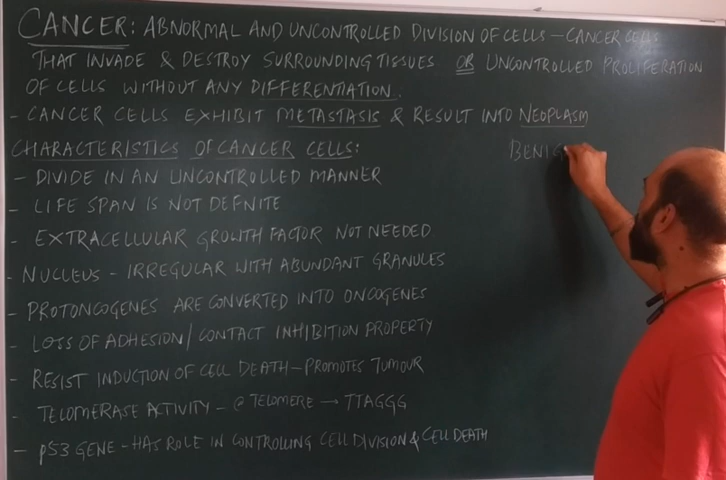 CANCER: ABNORMAL AND UNCONTROLLED DIVISION OF CELLS - CANCER CELLS
THAT INVADE & DESTROY SURROUNDING TISSUES OR UNCONTROLLED PROLIFERATION
OF CELLS WITHOUT ANY DIFFERENTIATION.
- CANCER CELLS EXHIBIT METASTASIS & RESULT INTO NEOPLASM
CHARACTERISTICS OF CANCER CELLS:
BENIG
- DIVIDE IN AN UNCONTROLLED MANNER
- LIFE SPAN IS NOT DEFNITE
- EXTRACELLULAR GROWTH FACTOR NOT NEEDED
- NUCLEUS - IRREGULAR WITH ABUNDANT GRANULES
- PROTONCOGENES ARE CONVERTED INTO ONCOGENES
- LOSS OF ADHESION/CONTACT INHIBITION PROPERTY
- RESIST INDUCTION OF CELL DEATH - PROMOTES TUMOUR
- TELOMERASE ACTIVITY - @ TELOMERE → TTAGGG
- p53 GENE - HAS ROLE IN CONTROLLING CELL DIVISION & CELL DEATH